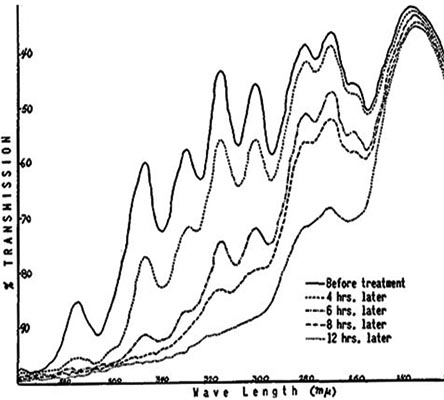 40
50
60
70
80
90
% TRANSMISSION
Before treatment
4 hrs. later
6 hrs. later
8 hrs. later
12 hrs. later
300
Wave Length (mμ)